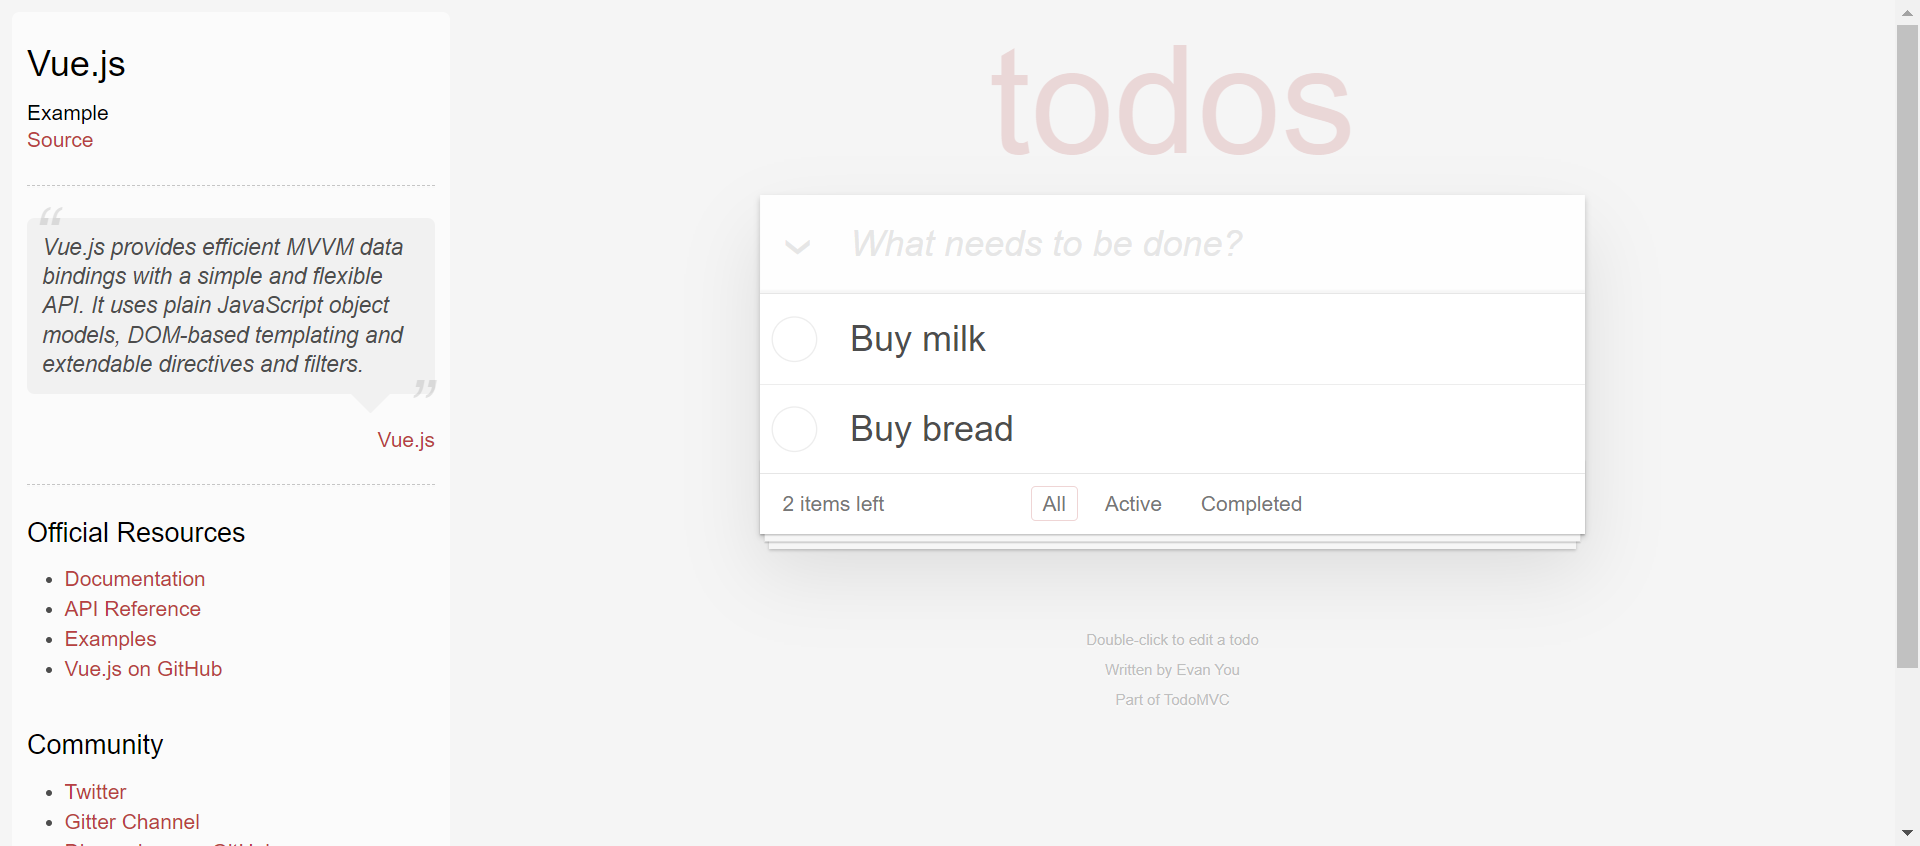 Vue.js
Example
Source
“
Vue.js provides efficient MVVM data
bindings with a simple and flexible
API. It uses plain JavaScript object
models, DOM-based templating and
extendable directives and filters.
”
Vue.js
Official Resources
• Documentation
• API Reference
• Examples
• Vue.js on GitHub
Community
• Twitter
• Gitter Channel
todos
What needs to be done?
Buy milk
Buy bread
2 items left All Active Completed
Double-click to edit a todo
Written by Evan You
Part of TodoMVC